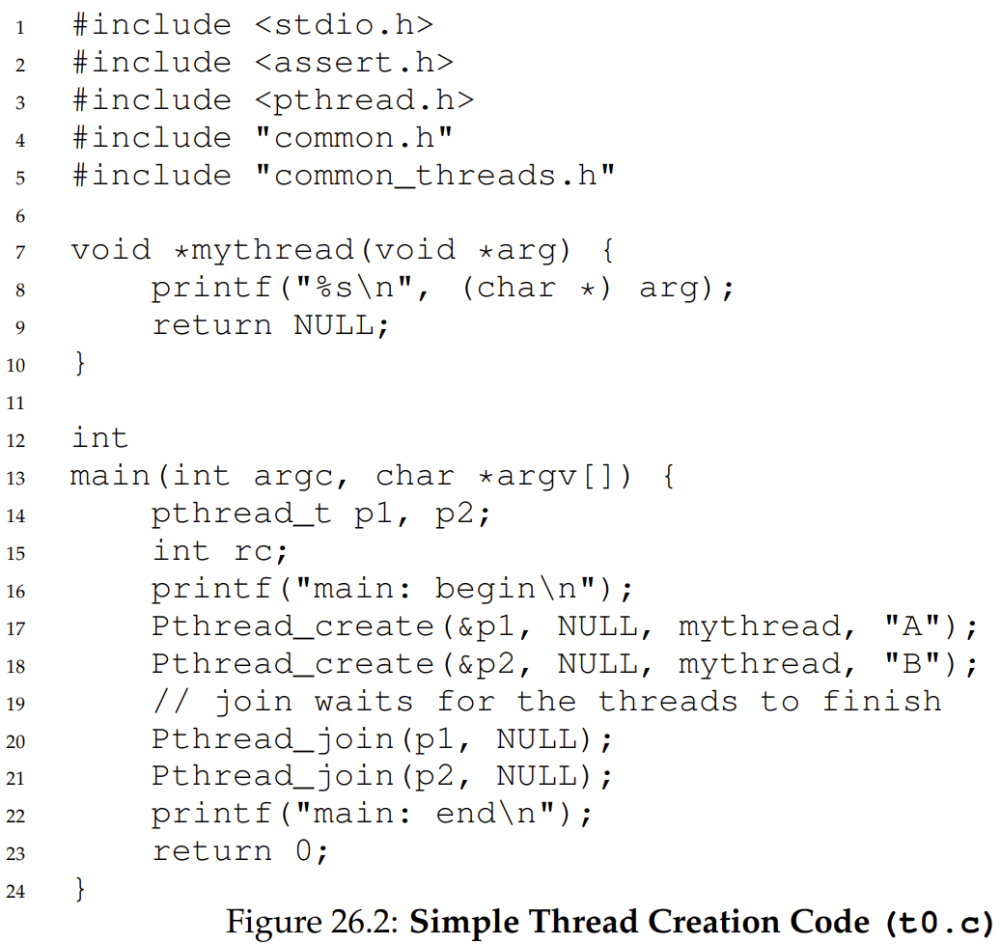 1 #include <stdio.h>
2 #include <assert.h>
3 #include <pthread.h>
4 #include "common.h"
5 #include "common_threads.h"
6
7 void *mythread(void *arg) {
8     printf("%s\n", (char *) arg);
9     return NULL;
10 }
11
12 int
13 main(int argc, char *argv[]) {
14     pthread_t p1, p2;
15     int rc;
16     printf("main: begin\n");
17     Pthread_create(&p1, NULL, mythread, "A");
18     Pthread_create(&p2, NULL, mythread, "B");
19     // join waits for the threads to finish
20     Pthread_join(p1, NULL);
21     Pthread_join(p2, NULL);
22     printf("main: end\n");
23     return 0;
24 }
Figure 26.2: Simple Thread Creation Code (t0.c)